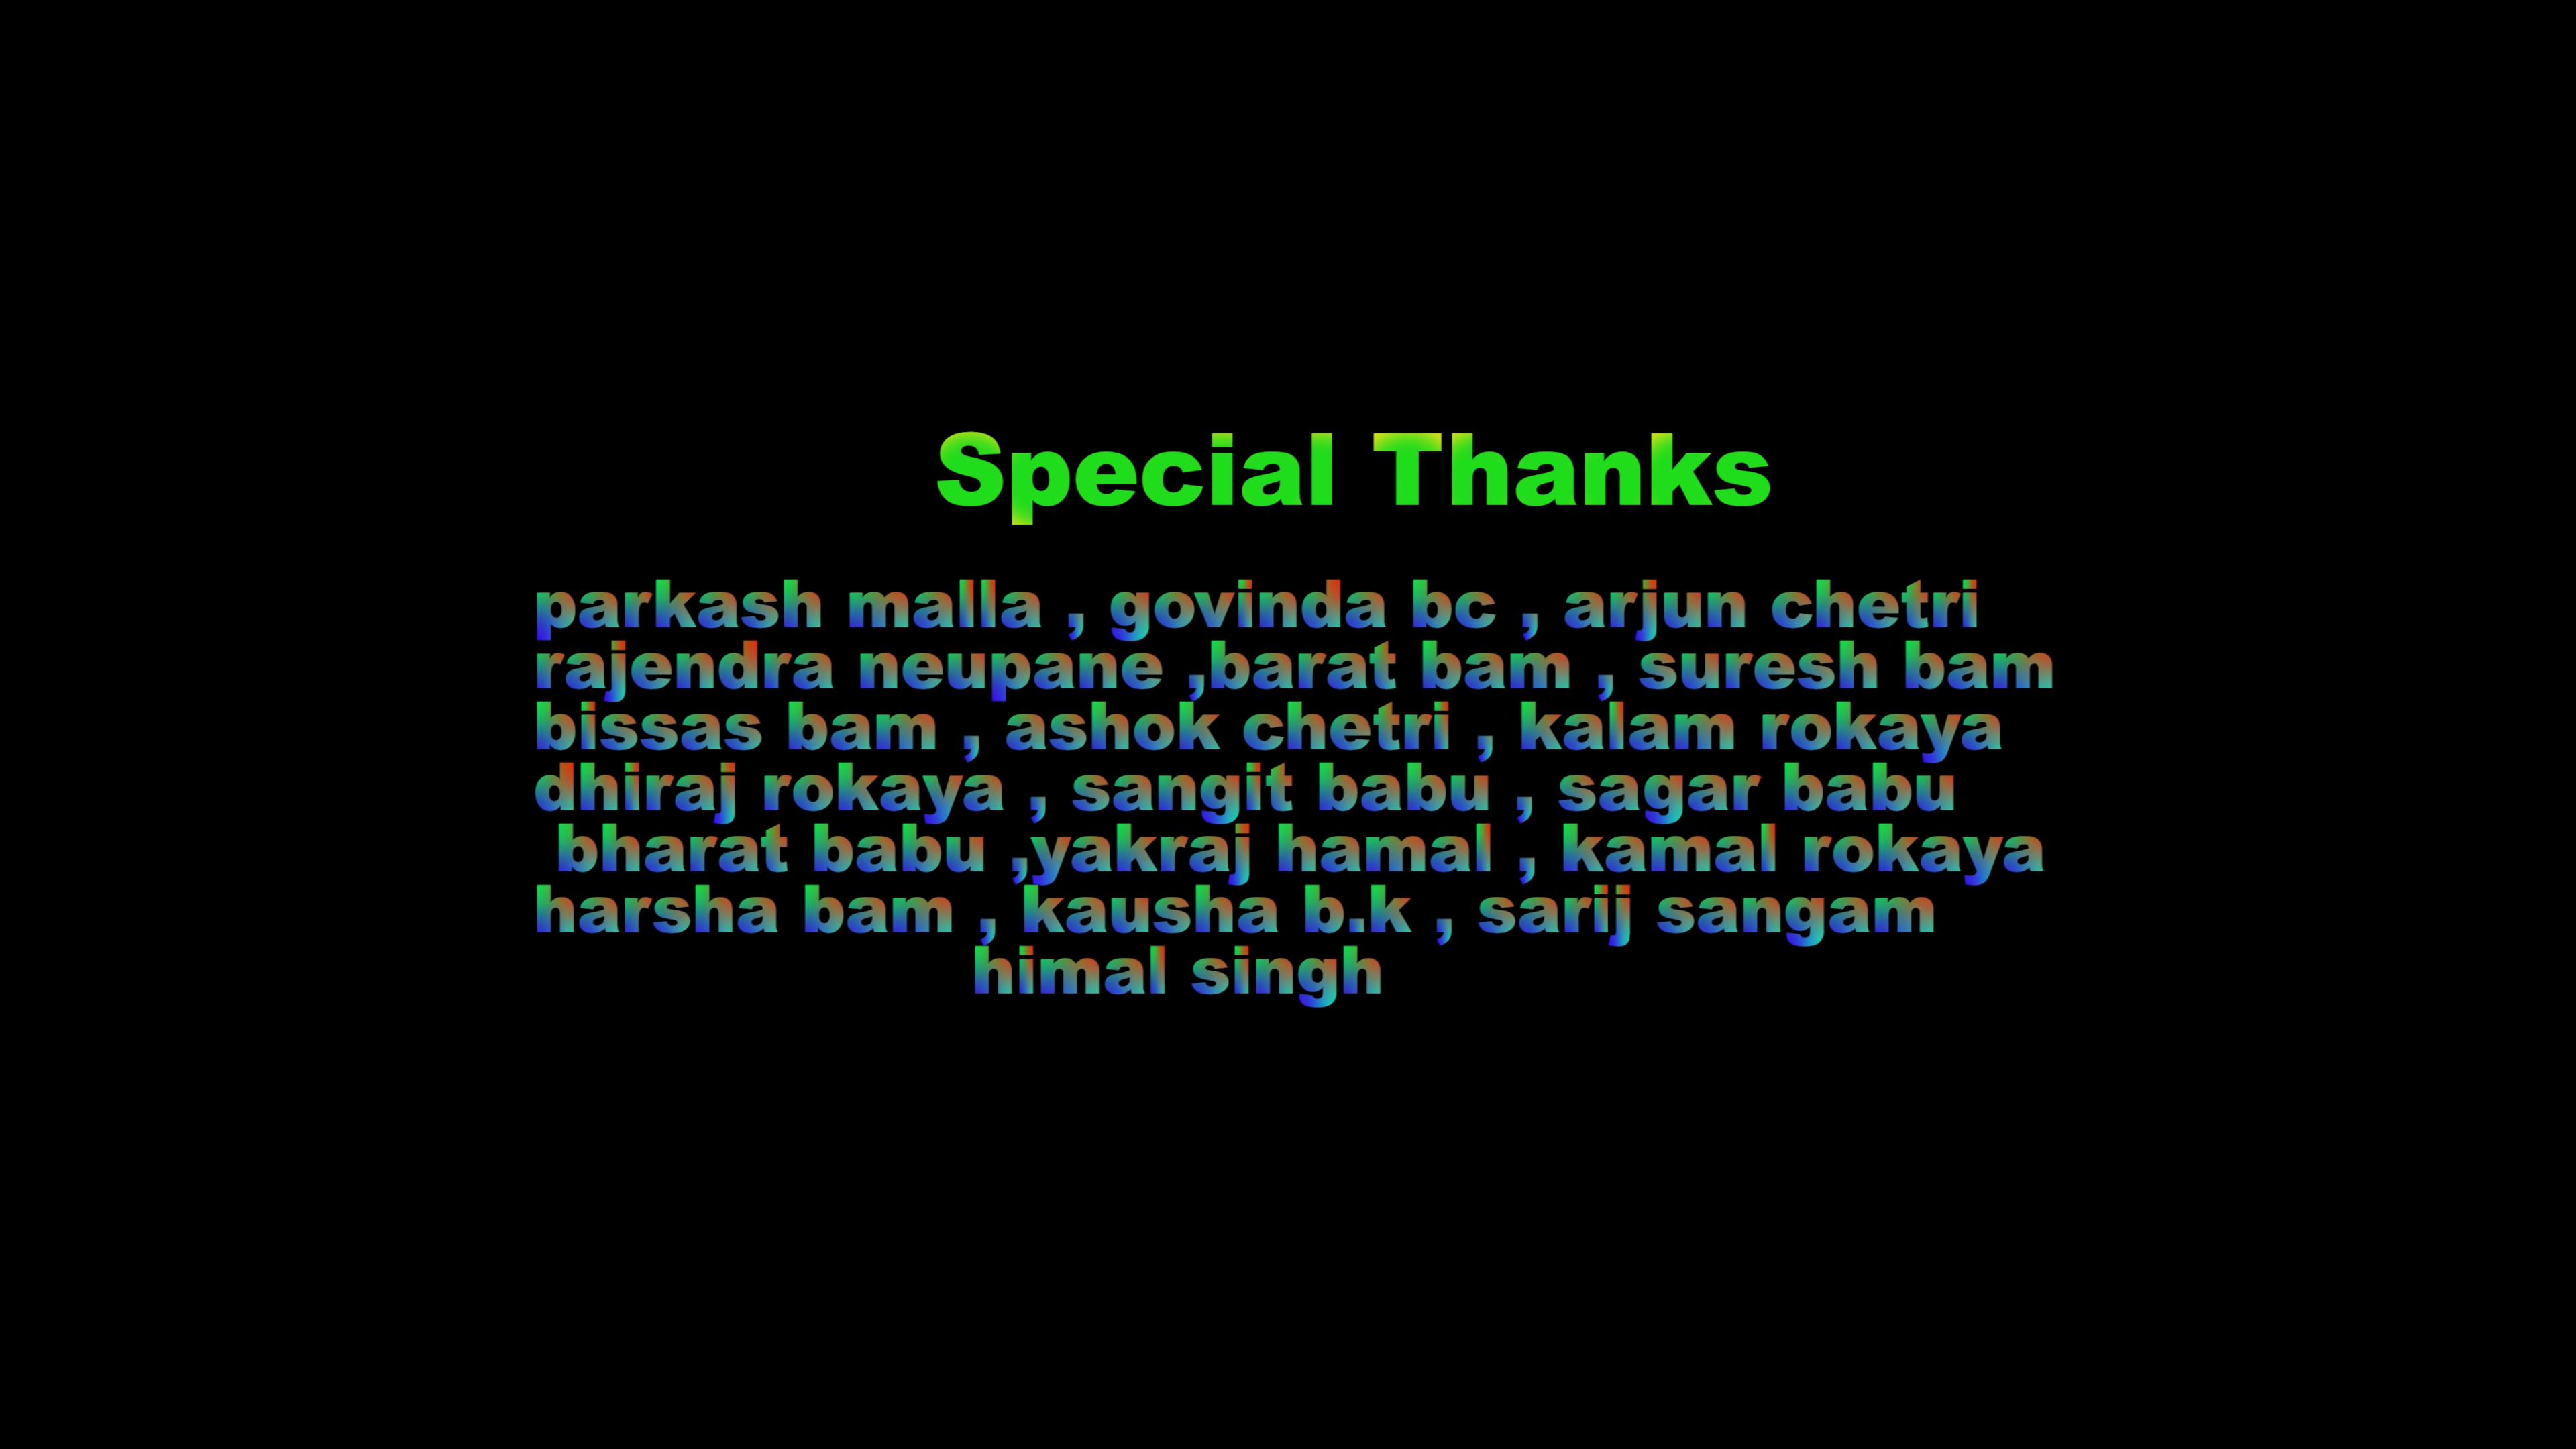 Special Thanks
parkash malla , govinda bc , arjun chetri
rajendra neupane ,barat bam , suresh bam
bissas bam , ashok chetri , kalam rokaya
dhiraj rokaya , sangit babu , sagar babu
bharat babu ,yakraj hamal , kamal rokaya
harsha bam , kausha b.k , sarij sangam
himal singh